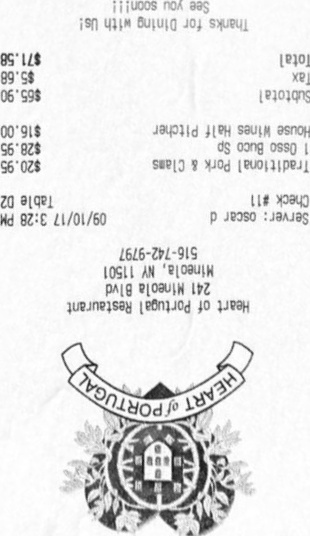 HEART of PORTUGAL
Heart of Portugal Restaurant
241 Mineola Blvd
Mineola, NY 11501
516-742-9797
Server: oscar d 09/10/17 3:28 PM
Check #11 Table D2
Traditional Pork & Clams $20.95
1 Osso Buco Sp $28.95
House Wines Half Pitcher $16.00
Subtotal $65.90
Tax $5.68
Total $71.58
Thanks for Dining with Us!
See you soon!!!